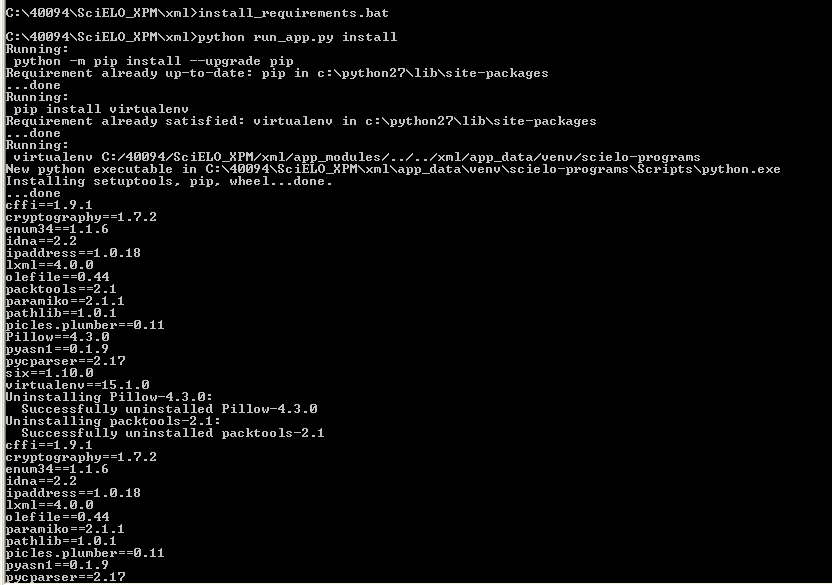 C:\40094\SciELO_XPM\xml>install_requirements.bat
C:\40094\SciELO_XPM\xml>python run_app.py install
Running:
python -m pip install --upgrade pip
Requirement already up-to-date: pip in c:\python27\lib\site-packages
...done
Running:
pip install virtualenv
Requirement already satisfied: virtualenv in c:\python27\lib\site-packages
...done
Running:
virtualenv C:/40094/SciELO_XPM/xml/app_modules/../../xml/app_data/venv/scielo-programs
New python executable in C:\40094\SciELO_XPM\xml\app_data\venv\scielo-programs\Scripts\python.exe
Installing setuptools, pip, wheel...done.
...done
cffi==1.9.1
cryptography==1.7.2
enum34==1.1.6
idna==2.2
ipaddress==1.0.18
lxml==4.0.0
olefile==0.44
packtools==2.1
paramiko==2.1.1
pathlib==1.0.1
picles.plumber==0.11
Pillow==4.3.0
pyasn1==0.1.9
pycparser==2.17
six==1.10.0
virtualenv==15.1.0
Uninstalling Pillow-4.3.0:
Successfully uninstalled Pillow-4.3.0
Uninstalling packtools-2.1:
Successfully uninstalled packtools-2.1
cffi==1.9.1
cryptography==1.7.2
enum34==1.1.6
idna==2.2
ipaddress==1.0.18
lxml==4.0.0
olefile==0.44
paramiko==2.1.1
pathlib==1.0.1
picles.plumber==0.11
pyasn1==0.1.9
pycparser==2.17